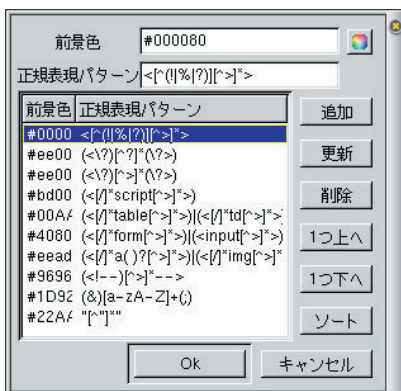 前景色 #000080
正規表現パターン <[^(!|%|?)][^>]*>
前景色 正規表現パターン
#0000 <[^(!|%|?)][^>]*>
#ee00 (<\?)[^?]*(\?>)
#ee00 (<\?)[^>]*(\?>)
#bd00 (<[/]*script[^>]*>)
#00AA (<[/]*table[^>]*>)|(<[/]*td[^>]*>
#4080 (<[/]*form[^>]*>)|(<input[^>]*>)
#eead (<[/]*a( )?[^>]*>)|(<[/]*img[^>]*
#9696 (<!--)[^>]*-->
#1D92 (&)[a-zA-Z]+(;)
#22AA "[^"]*"
追加
更新
削除
1つ上へ
1つ下へ
ソート
Ok キャンセル